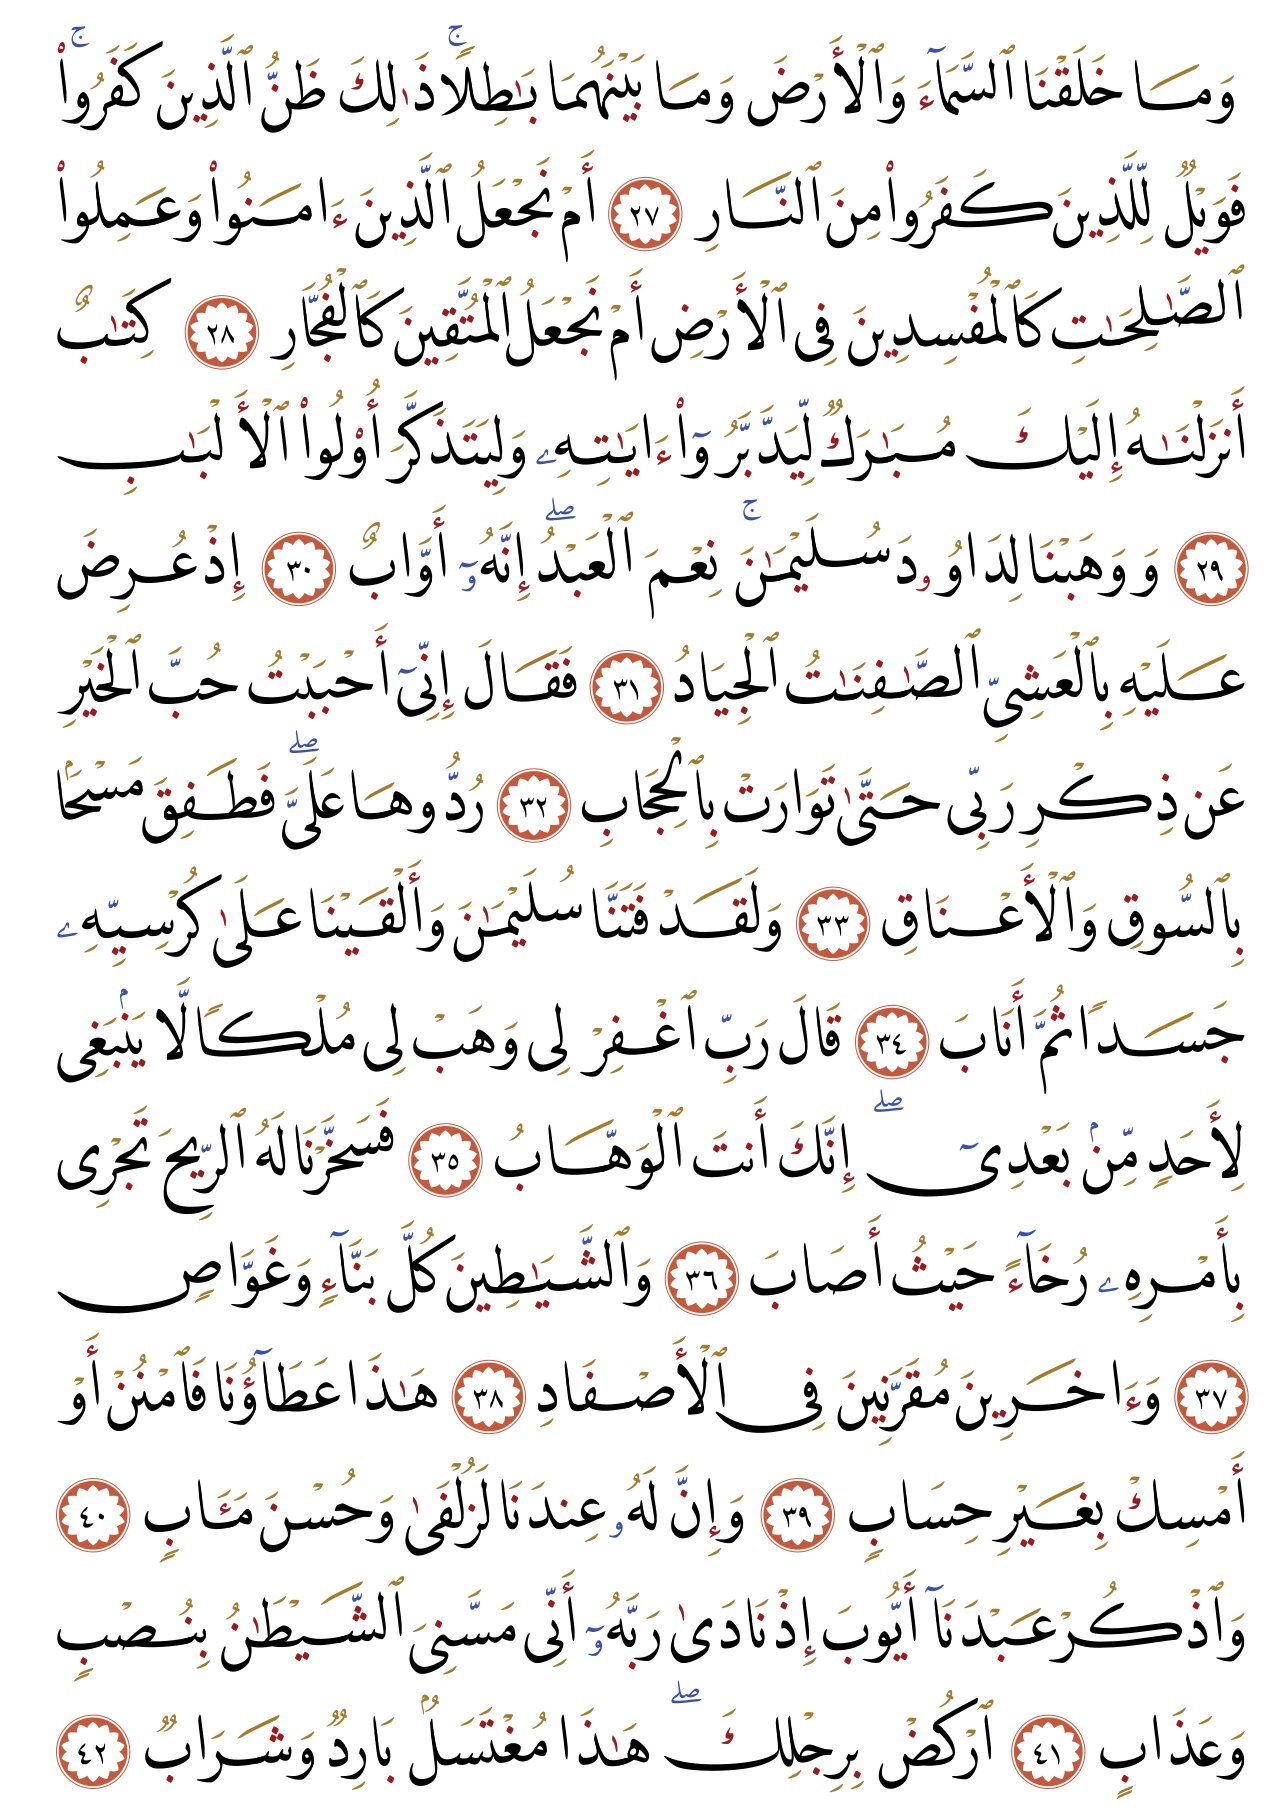 وَمَا خَلَقْنَا ٱلسَّمَآءَ وَٱلْأَرْضَ وَمَا بَيْنَهُمَا بَـٰطِلًاۚ ذَٰلِكَ ظَنُّ ٱلَّذِينَ كَفَرُوا۟ۚ
فَوَيْلٌ لِّلَّذِينَ كَفَرُوا۟ مِنَ ٱلنَّارِ ٢٧ أَمْ نَجْعَلُ ٱلَّذِينَ ءَامَنُوا۟ وَعَمِلُوا۟
ٱلصَّـٰلِحَـٰتِ كَٱلْمُفْسِدِينَ فِى ٱلْأَرْضِ أَمْ نَجْعَلُ ٱلْمُتَّقِينَ كَٱلْفُجَّارِ ٢٨ كِتَـٰبٌ
أَنزَلْنَـٰهُ إِلَيْكَ مُبَـٰرَكٌ لِّيَدَّبَّرُوٓا۟ ءَايَـٰتِهِۦ وَلِيَتَذَكَّرَ أُو۟لُوا۟ ٱلْأَلْبَـٰبِ
٢٩ وَوَهَبْنَا لِدَاوُۥدَ سُلَيْمَـٰنَۚ نِعْمَ ٱلْعَبْدُۖ إِنَّهُۥٓ أَوَّابٌ ٣٠ إِذْ عُرِضَ
عَلَيْهِ بِٱلْعَشِىِّ ٱلصَّـٰفِنَـٰتُ ٱلْجِيَادُ ٣١ فَقَالَ إِنِّىٓ أَحْبَبْتُ حُبَّ ٱلْخَيْرِ
عَن ذِكْرِ رَبِّى حَتَّىٰ تَوَارَتْ بِٱلْحِجَابِ ٣٢ رُدُّوهَا عَلَىَّۖ فَطَفِقَ مَسْحًۢا
بِٱلسُّوقِ وَٱلْأَعْنَاقِ ٣٣ وَلَقَدْ فَتَنَّا سُلَيْمَـٰنَ وَأَلْقَيْنَا عَلَىٰ كُرْسِيِّهِۦ
جَسَدًا ثُمَّ أَنَابَ ٣٤ قَالَ رَبِّ ٱغْفِرْ لِى وَهَبْ لِى مُلْكًا لَّا يَنۢبَغِى
لِأَحَدٍ مِّنۢ بَعْدِىٓۖ إِنَّكَ أَنتَ ٱلْوَهَّابُ ٣٥ فَسَخَّرْنَا لَهُ ٱلرِّيحَ تَجْرِى
بِأَمْرِهِۦ رُخَآءً حَيْثُ أَصَابَ ٣٦ وَٱلشَّيَـٰطِينَ كُلَّ بَنَّآءٍ وَغَوَّاصٍ
٣٧ وَءَاخَرِينَ مُقَرَّنِينَ فِى ٱلْأَصْفَادِ ٣٨ هَـٰذَا عَطَآؤُنَا فَٱمْنُنْ أَوْ
أَمْسِكْ بِغَيْرِ حِسَابٍ ٣٩ وَإِنَّ لَهُۥ عِندَنَا لَزُلْفَىٰ وَحُسْنَ مَـَٔابٍ ٤٠
وَٱذْكُرْ عَبْدَنَآ أَيُّوبَ إِذْ نَادَىٰ رَبَّهُۥٓ أَنِّى مَسَّنِىَ ٱلشَّيْطَـٰنُ بِنُصْبٍ
وَعَذَابٍ ٤١ ٱرْكُضْ بِرِجْلِكَۖ هَـٰذَا مُغْتَسَلٌۢ بَارِدٌ وَشَرَابٌ ٤٢